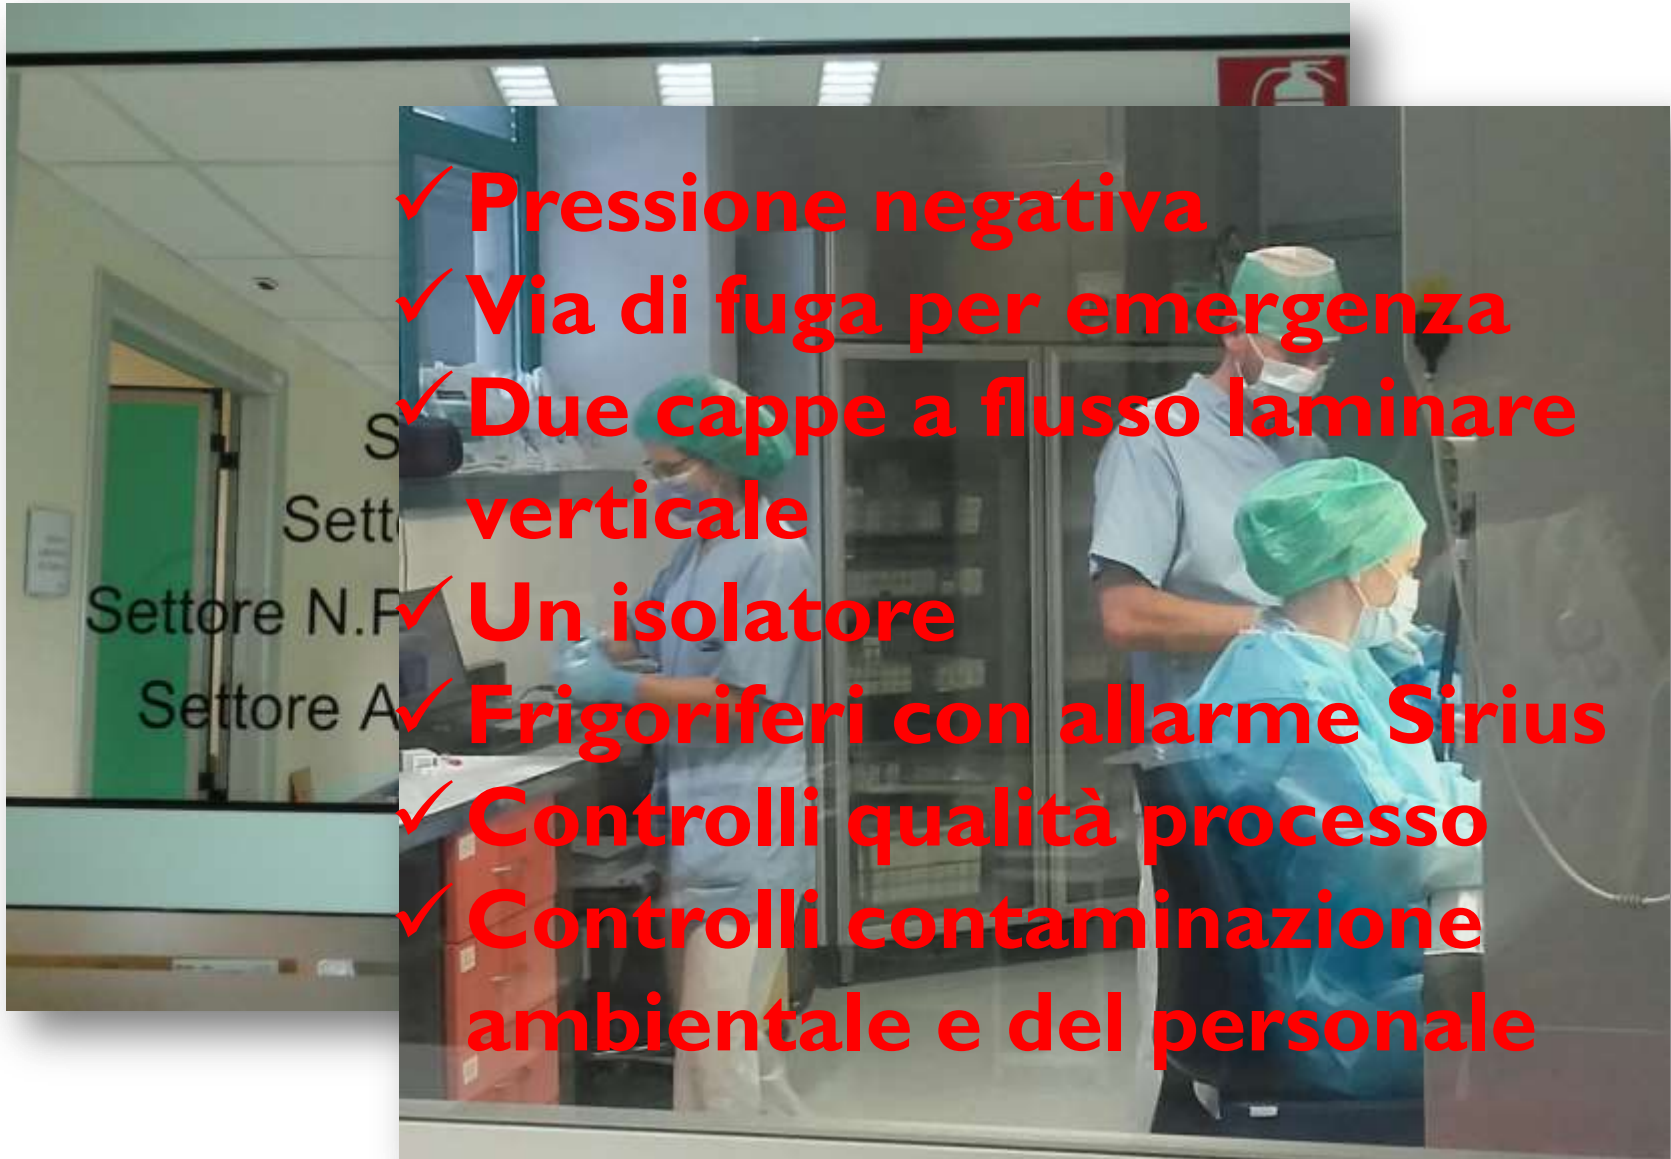 ✓ Pressione negativa
✓ Via di fuga per emergenza
✓ Due cappe a flusso laminare
verticale
✓ Un isolatore
✓ Frigoriferi con allarme Sirius
✓ Controlli qualità processo
✓ Controlli contaminazione
ambientale e del personale
Settore N.P
Settore A